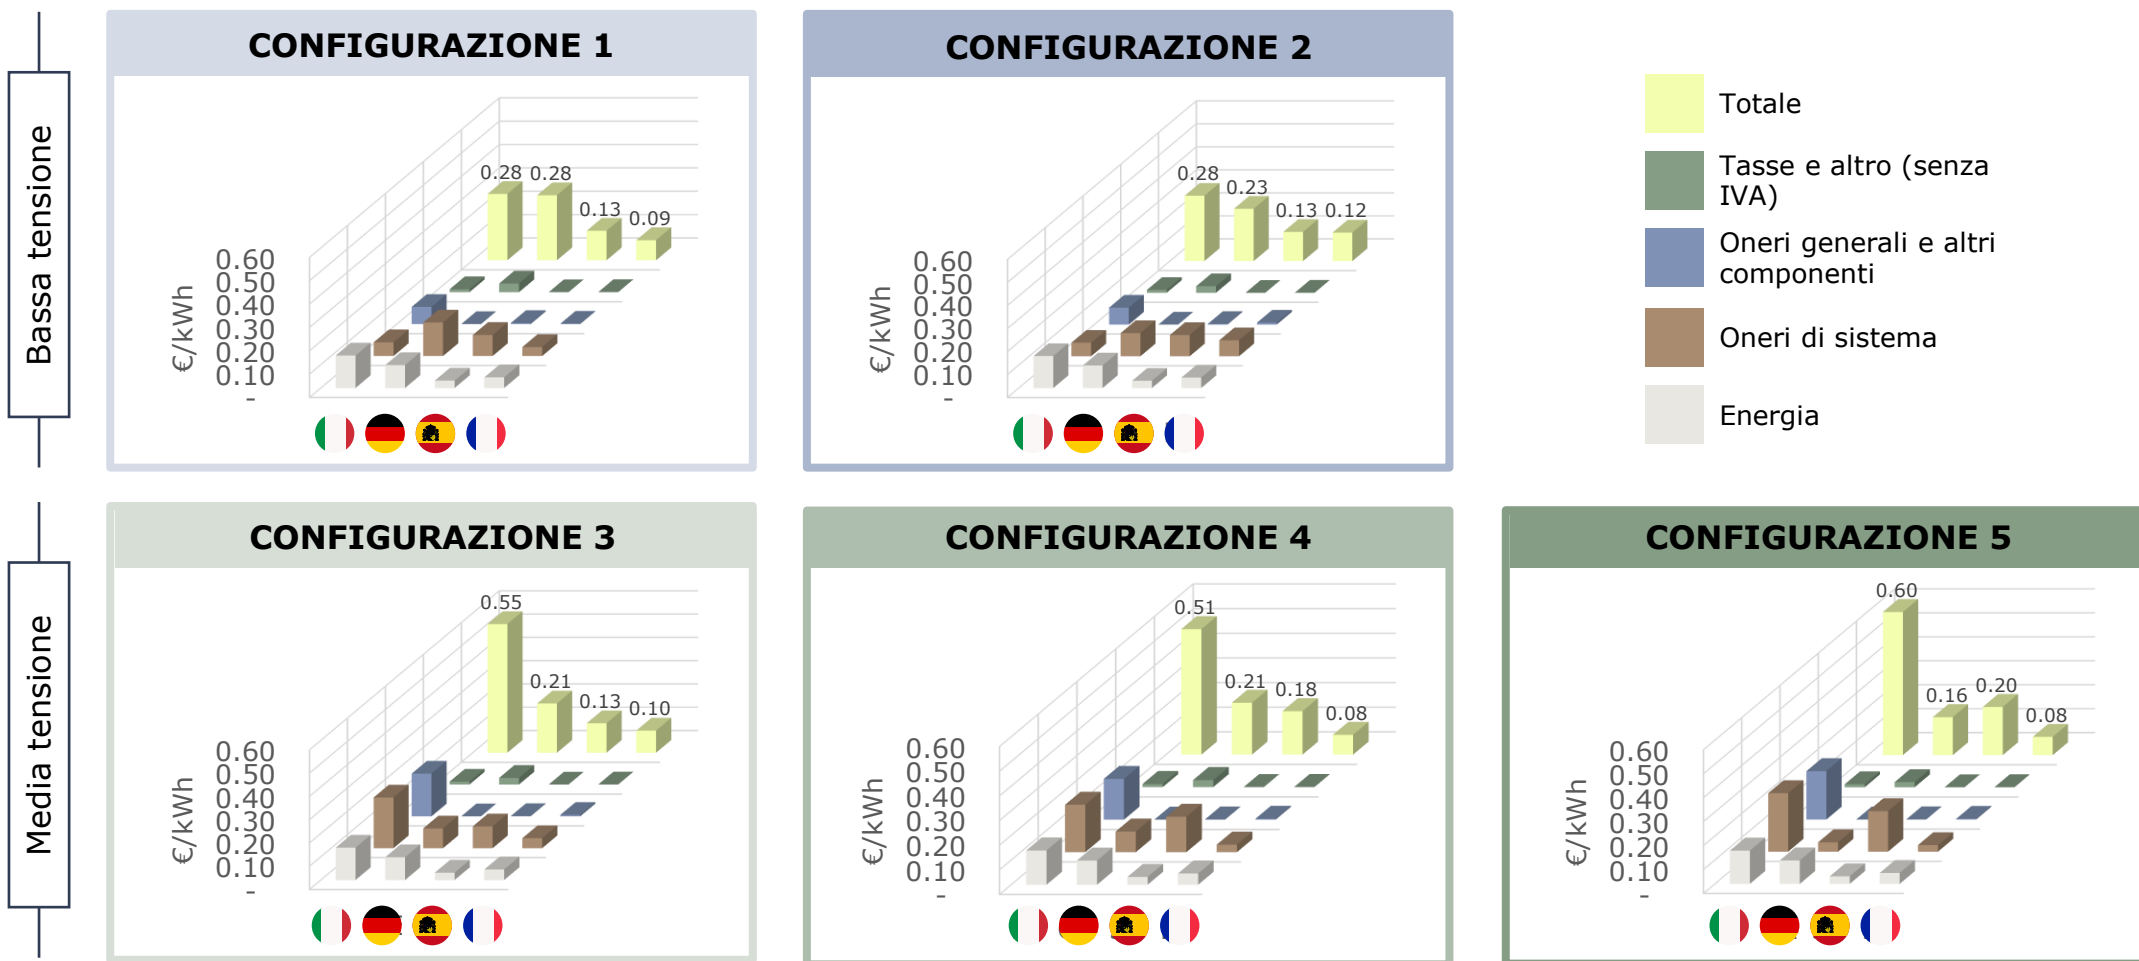 CONFIGURAZIONE 1
CONFIGURAZIONE 2
Bassa tensione
€/kWh
0.60
0.50
0.40
0.30
0.20
0.10
-
0.28
0.28
0.13
0.09
€/kWh
0.60
0.50
0.40
0.30
0.20
0.10
-
0.28
0.23
0.13
0.12
Totale
Tasse e altro (senza
IVA)
Oneri generali e altri
componenti
Oneri di sistema
Energia
CONFIGURAZIONE 3
CONFIGURAZIONE 4
CONFIGURAZIONE 5
Media tensione
€/kWh
0.60
0.50
0.40
0.30
0.20
0.10
-
0.55
0.21
0.13
0.10
€/kWh
0.60
0.50
0.40
0.30
0.20
0.10
-
0.51
0.21
0.18
0.08
€/kWh
0.60
0.50
0.40
0.30
0.20
0.10
-
0.60
0.16
0.20
0.08